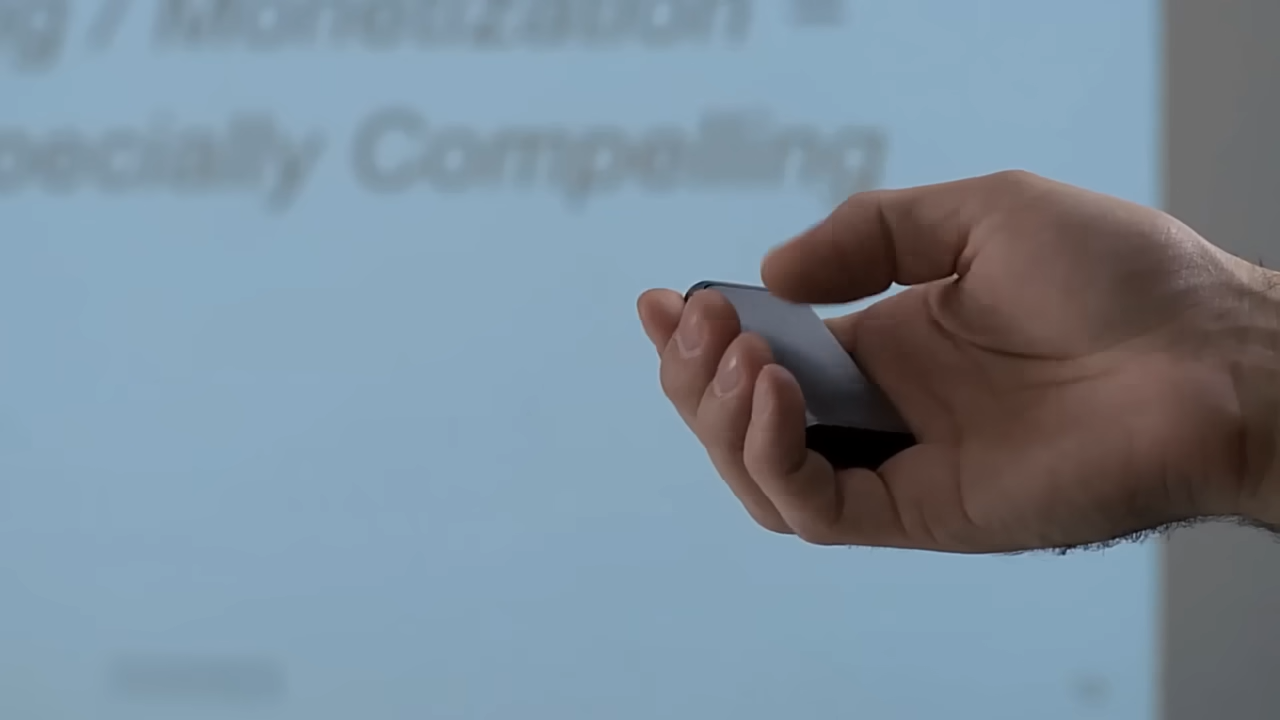 g / Monetization =
pecially Compelling